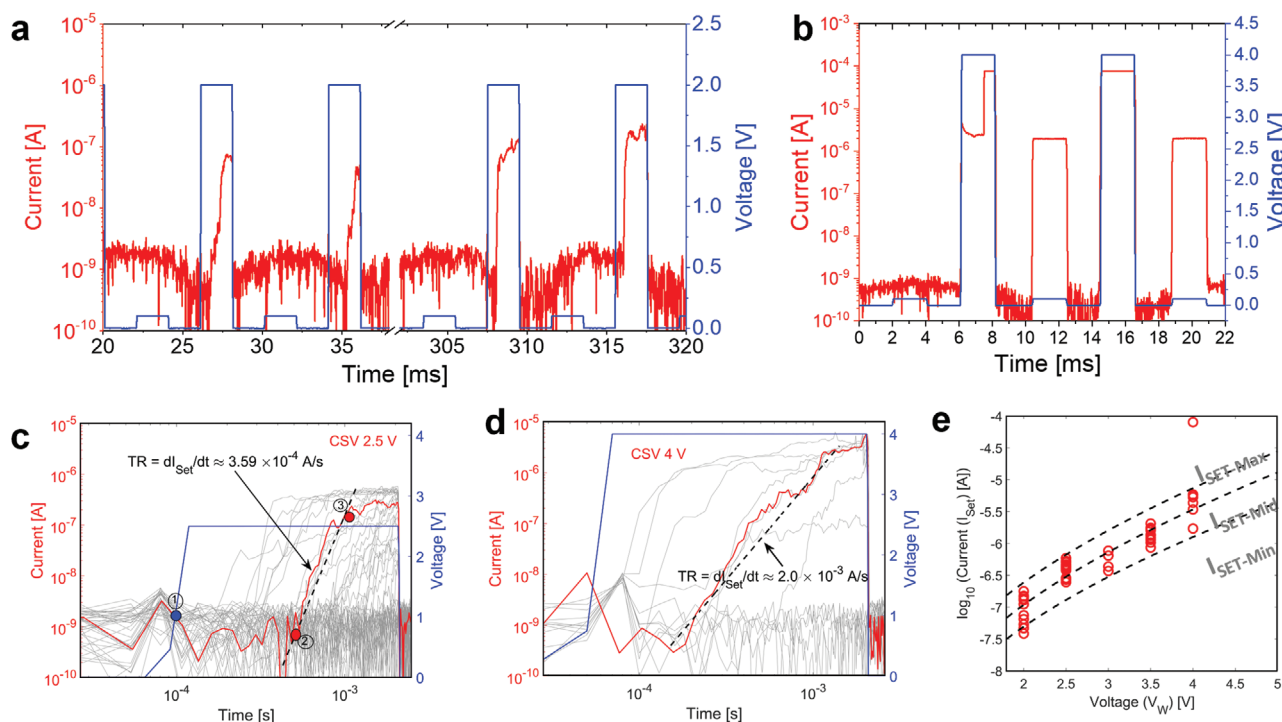 a
10⁻⁵
10⁻⁶
10⁻⁷
10⁻⁸
10⁻⁹
10⁻¹⁰
Current [A]
2.5
2.0
1.5
1.0
0.5
0.0
Voltage [V]
20 25 30 35 305 310 315 320
Time [ms]
b
10⁻³
10⁻⁴
10⁻⁵
10⁻⁶
10⁻⁷
10⁻⁸
10⁻⁹
10⁻¹⁰
Current [A]
4.5
4.0
3.5
3.0
2.5
2.0
1.5
1.0
0.5
0.0
Voltage [V]
0 2 4 6 8 10 12 14 16 18 20 22
Time [ms]
c
10⁻⁵
10⁻⁶
10⁻⁷
10⁻⁸
10⁻⁹
10⁻¹⁰
Current [A]
CSV 2.5 V
TR = dI_Set/dt ≈ 3.59 ×10⁻⁴ A/s
①
②
③
4
3
2
1
0
Voltage [V]
10⁻⁴ 10⁻³
Time [s]
d
10⁻⁵
10⁻⁶
10⁻⁷
10⁻⁸
10⁻⁹
10⁻¹⁰
Current [A]
CSV 4 V
TR = dI_Set/dt ≈ 2.0 × 10⁻³ A/s
4
3
2
1
0
Voltage [V]
10⁻⁴ 10⁻³
Time [s]
e
-4
-4.5
-5
-5.5
-6
-6.5
-7
-7.5
-8
log₁₀ (Current (I_Set) [A])
I_SET-Max
I_SET-Mid
I_SET-Min
2 2.5 3 3.5 4 4.5 5
Voltage (V_W) [V]